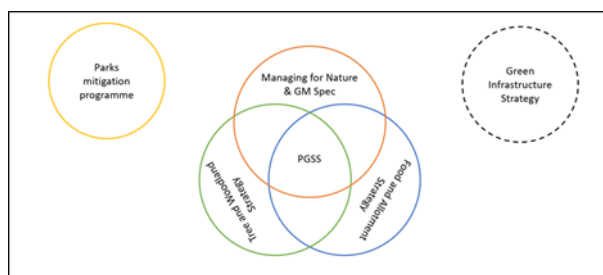 Parks
mitigation
programme
Managing for Nature
& GM Spec
Green
Infrastructure
Strategy
PGSS
Tree and Woodland
Strategy
Food and Allotment
Strategy